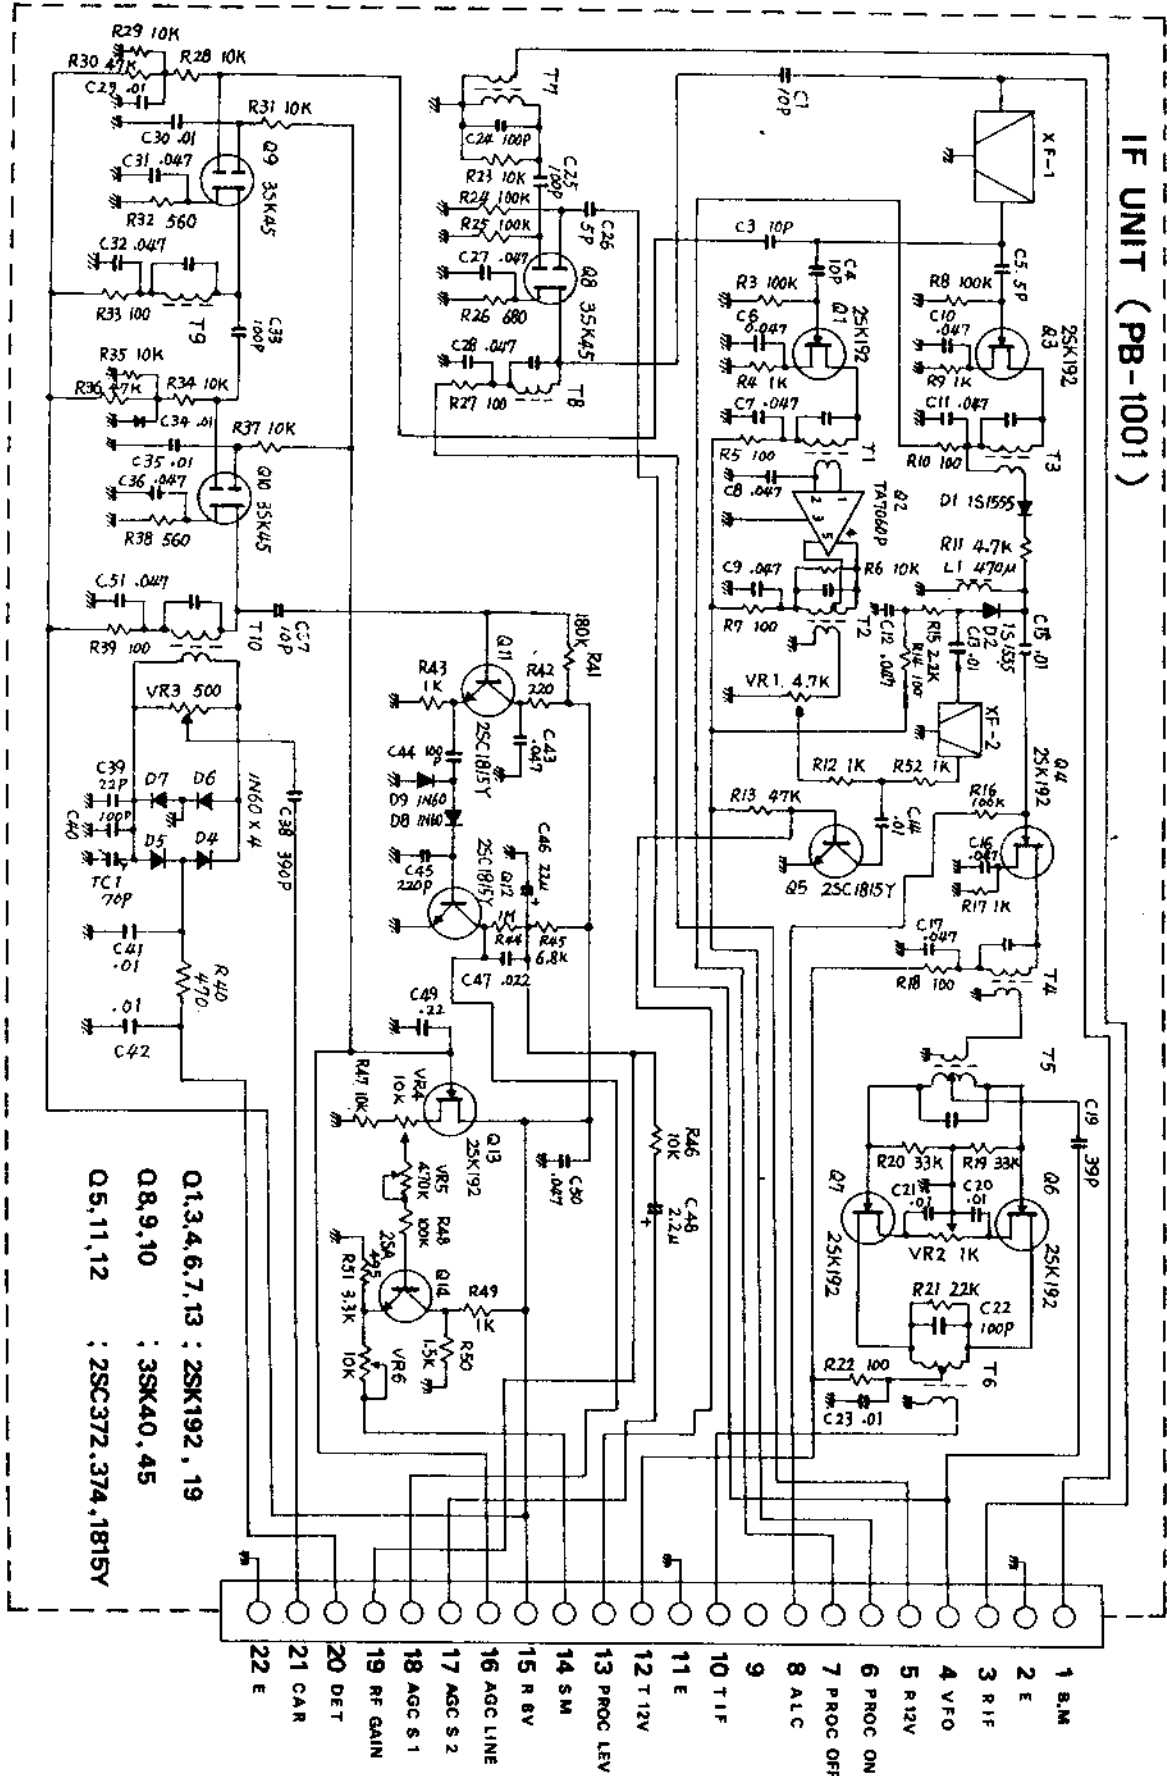 IF UNIT (PB-1001)
R29 10K
R30 47K
R28 10K
C29 .01
R31 10K
C30 .01
Q9 3SK45
C31 .047
R32 560
C32 .047
R33 100
T9
C33 100P
R35 10K
R36 47K
R34 10K
C34 .01
R37 10K
C35 .01
C36 .047
Q10 3SK45
R38 560
C51 .047
R39 100
T10
C37 10P
VR3 500
C39 22P
D7
D6
100P
C40
D5
D4
1N60 x 4
TC1 70P
C38 390P
C41 .01
R40 470
.01
C42
T7
C24 100P
R23 10K
C25 100P
R24 100K
R25 100K
C26 5P
C27 .047
Q8 3SK45
R26 680
C28 .047
R27 100
T8
Q11
180K R41
R43 1K
R42 220
2SC1815Y
C43 .047
C44 100P
D9 1N60
D8 1N60
C46 22μ
+
Q12
2SC1815Y
C45 220P
1M
R44
R45 6.8K
C47 .022
C49 .22
R47 10K
VR4 10K
Q13
2SK192
C50 .047
R46 10K
C48 2.2μ
+
VR5 470K
R48 100K
2SA 495
R51 3.3K
Q14
R49 1K
R50 1.5K
VR6
10K
C1 10P
XF-1
C3 10P
C4 10P
C5 5P
R3 100K
C6 0.047
Q1
2SK192
R4 1K
C7 .047
R5 100
T1
C8 .047
Q2
TA7060P
1
2
3
5
C9 .047
R6 10K
R7 100
T2
VR1 4.7K
R8 100K
C10 .047
Q3
2SK192
R9 1K
C11 .047
R10 100
T3
D1 1S1555
R11 4.7K
L1 470μ
C12 .047
R15 2.2K
R14 100
C13 .01
D2
1S1555
C15 .01
XF-2
R12 1K
R52 1K
R13 47K
C14 .01
Q5 2SC1815Y
Q4
2SK192
R16 100K
C16 .047
R17 1K
C17 .047
R18 100
T4
T5
C19 39P
R20 33K
R19 33K
C21 .01
C20 .01
Q7
2SK192
Q6
2SK192
VR2 1K
R21 22K
C22 100P
R22 100
T6
C23 .01
Q1,3,4,6,7,13 ; 2SK192, 19
Q8,9,10 ; 3SK40,45
Q5,11,12 ; 2SC372,374,1815Y
1 B.M
2 E
3 RIF
4 VFO
5 R12V
6 PROC ON
7 PROC OFF
8 ALC
9
10 TIF
11 E
12 T 12V
13 PROC LEV
14 SM
15 R 8V
16 AGC LINE
17 AGC S 2
18 AGC S 1
19 RF GAIN
20 DET
21 CAR
22 E